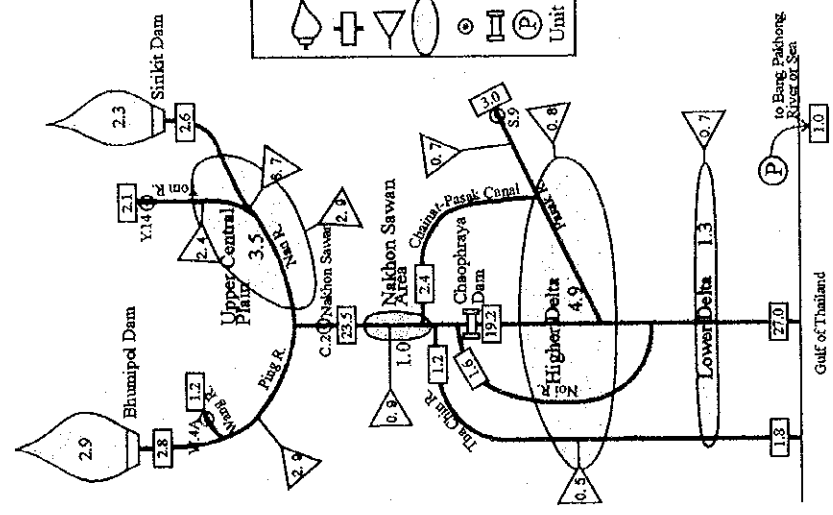 Bhumipol Dam
2.9
2.8
Sirikit Dam
2.3
2.6
2.1
Y.14
W.4A
1.2
Wang R.
Ping R.
Nan R.
Upper Central
Plain
3.5
2.4
2.9
2.9
C.2
Nakhon Sawan
23.5
Nakhon Sawan
Area
1.0
0.9
Chainat-Pasak Canal
2.4
Chaophraya
Dam
19.2
1.2
1.6
Tha Chin R.
Noi R.
Pasak R.
3.0
S.9
0.7
0.8
Higher Delta
4.9
0.5
Lower Delta
1.3
0.7
to Bang Pakhong
River or Sea
P
1.0
27.0
1.8
Gulf of Thailand
P
Unit